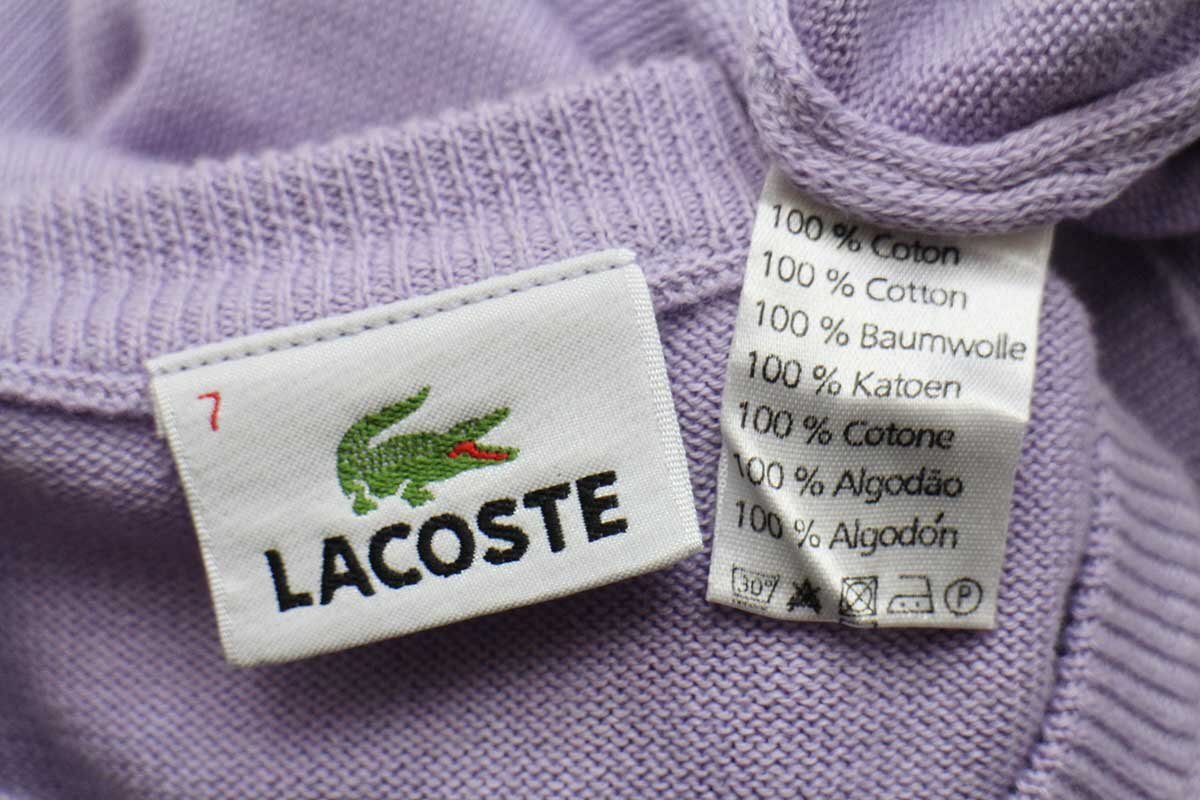 7
LACOSTE
100 % Coton
100 % Cotton
100 % Baumwolle
100 % Katoen
100 % Cotone
100 % Algodão
100 % Algodón
30° P